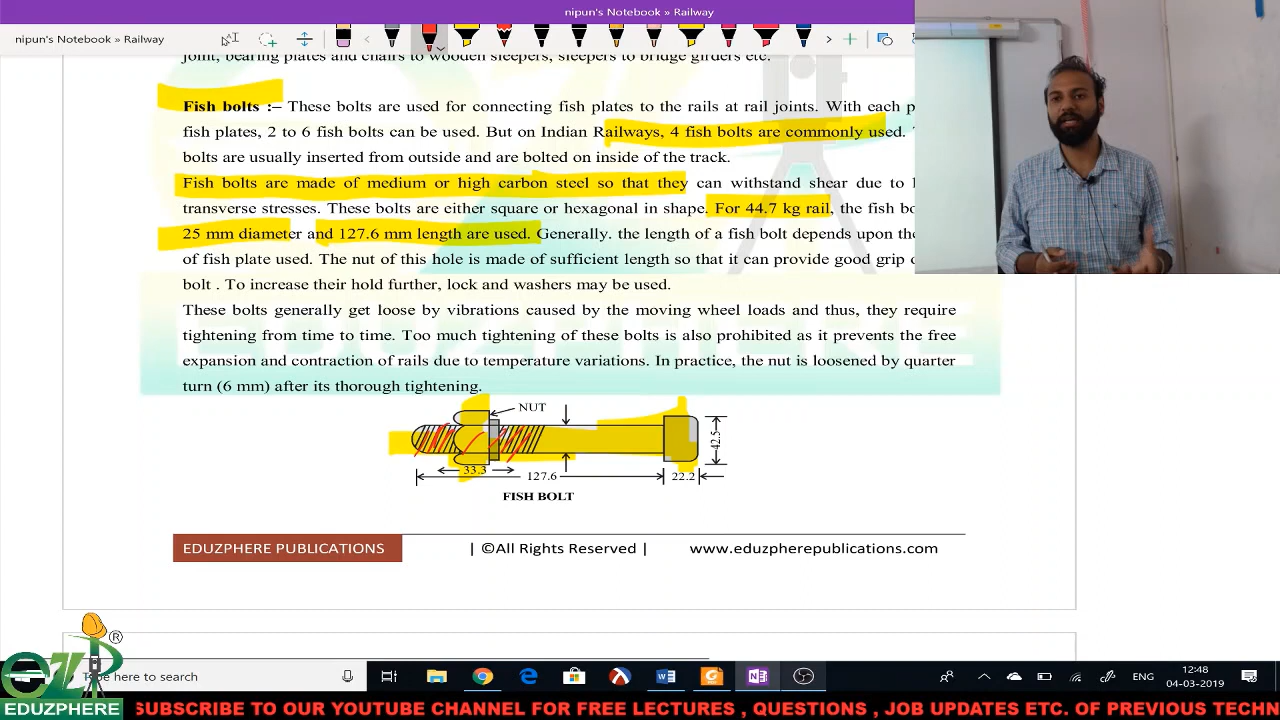 nipun's Notebook » Railway
nipun's Notebook » Railway
joint, bearing plates and chairs to wooden sleepers, sleepers to bridge girders etc.
Fish bolts :– These bolts are used for connecting fish plates to the rails at rail joints. With each p
fish plates, 2 to 6 fish bolts can be used. But on Indian Railways, 4 fish bolts are commonly used.
bolts are usually inserted from outside and are bolted on inside of the track.
Fish bolts are made of medium or high carbon steel so that they can withstand shear due to
transverse stresses. These bolts are either square or hexagonal in shape. For 44.7 kg rail, the fish bo
25 mm diameter and 127.6 mm length are used. Generally. the length of a fish bolt depends upon the
of fish plate used. The nut of this hole is made of sufficient length so that it can provide good grip
bolt . To increase their hold further, lock and washers may be used.
These bolts generally get loose by vibrations caused by the moving wheel loads and thus, they require
tightening from time to time. Too much tightening of these bolts is also prohibited as it prevents the free
expansion and contraction of rails due to temperature variations. In practice, the nut is loosened by quarter
turn (6 mm) after its thorough tightening.
NUT
42.5
33.3
127.6
22.2
FISH BOLT
EDUZPHERE PUBLICATIONS | ©All Rights Reserved | www.eduzpherepublications.com
®
Type here to search
ENG
12:48
04-03-2019
EDUZPHERE
SUBSCRIBE TO OUR YOUTUBE CHANNEL FOR FREE LECTURES , QUESTIONS , JOB UPDATES ETC. OF PREVIOUS TECHN